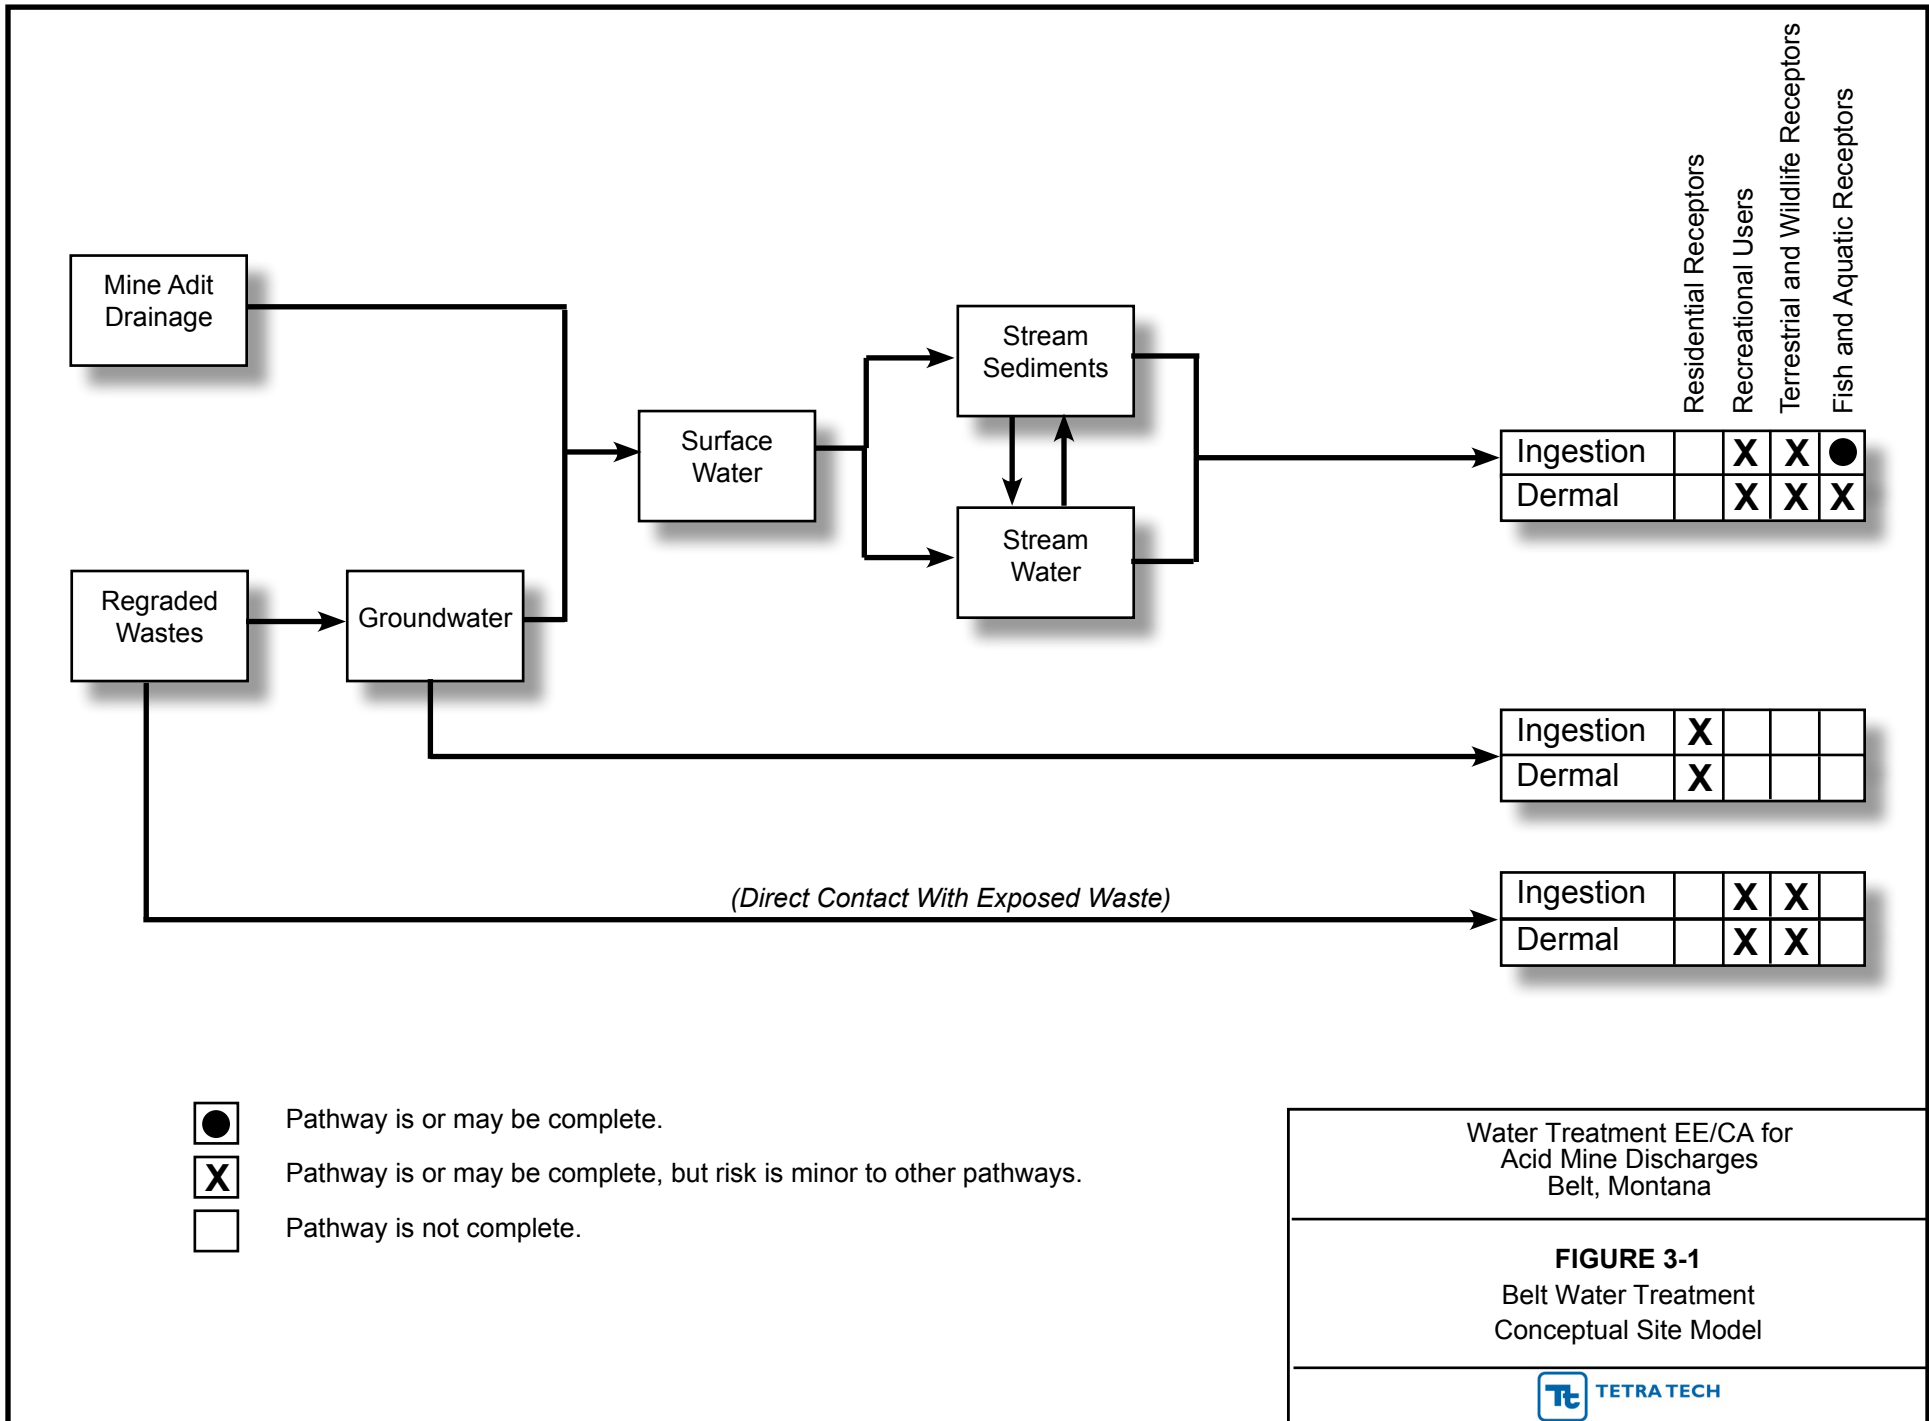 Residential Receptors
Recreational Users
Terrestrial and Wildlife Receptors
Fish and Aquatic Receptors
Mine Adit
Drainage
Stream
Sediments
Surface
Water
Ingestion X X
Dermal X X X
Stream
Water
Regraded
Wastes
Groundwater
Ingestion X
Dermal X
(Direct Contact With Exposed Waste)
Ingestion X X
Dermal X X
Pathway is or may be complete.
X Pathway is or may be complete, but risk is minor to other pathways.
Pathway is not complete.
Water Treatment EE/CA for
Acid Mine Discharges
Belt, Montana
FIGURE 3-1
Belt Water Treatment
Conceptual Site Model
Tt TETRA TECH